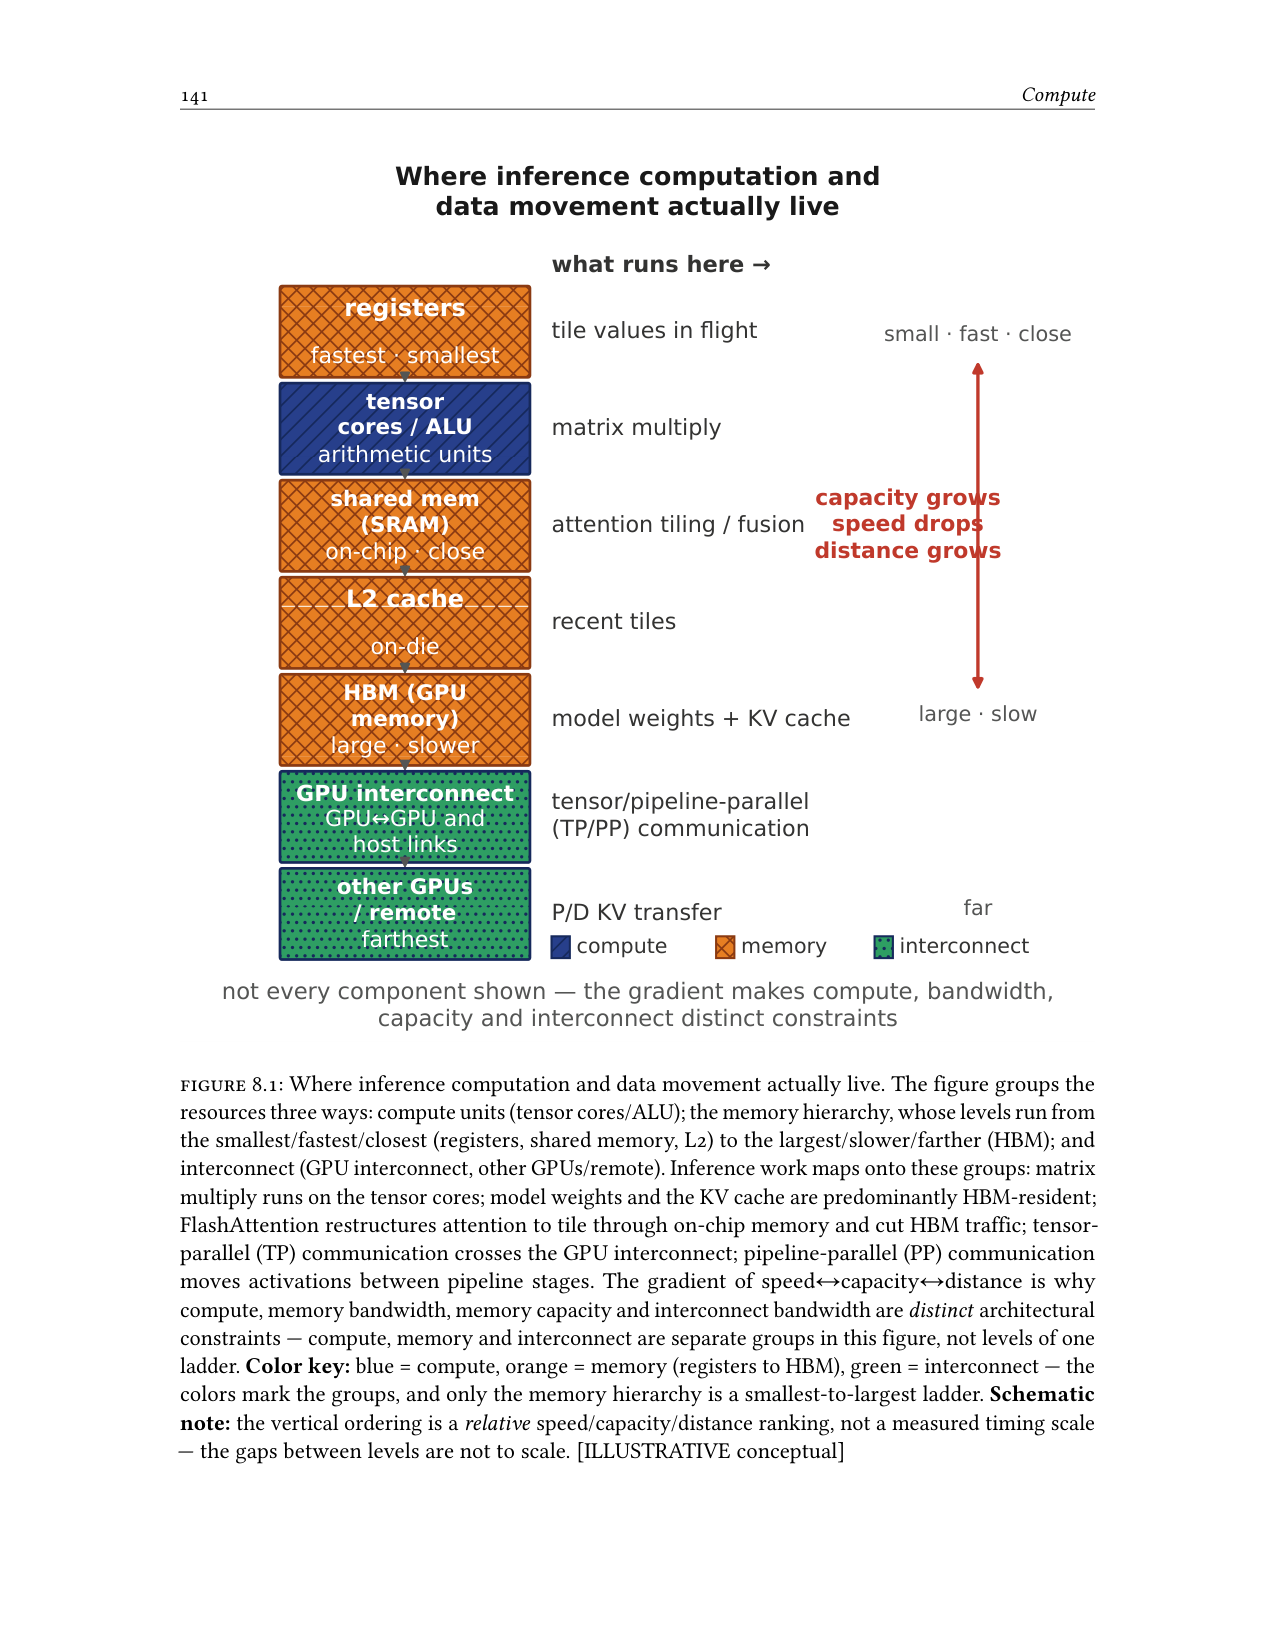 141 Compute
Where inference computation and
data movement actually live
what runs here →
registers
fastest · smallest
tile values in flight
small · fast · close
tensor
cores / ALU
arithmetic units
matrix multiply
shared mem
(SRAM)
on-chip · close
attention tiling / fusion
capacity grows
speed drops
distance grows
L2 cache
on-die
recent tiles
HBM (GPU
memory)
large · slower
model weights + KV cache
large · slow
GPU interconnect
GPU↔GPU and
host links
tensor/pipeline-parallel
(TP/PP) communication
other GPUs
/ remote
farthest
P/D KV transfer
far
compute memory interconnect
not every component shown — the gradient makes compute, bandwidth,
capacity and interconnect distinct constraints
FIGURE 8.1: Where inference computation and data movement actually live. The figure groups the
resources three ways: compute units (tensor cores/ALU); the memory hierarchy, whose levels run from
the smallest/fastest/closest (registers, shared memory, L2) to the largest/slower/farther (HBM); and
interconnect (GPU interconnect, other GPUs/remote). Inference work maps onto these groups: matrix
multiply runs on the tensor cores; model weights and the KV cache are predominantly HBM-resident;
FlashAttention restructures attention to tile through on-chip memory and cut HBM traffic; tensor-
parallel (TP) communication crosses the GPU interconnect; pipeline-parallel (PP) communication
moves activations between pipeline stages. The gradient of speed↔capacity↔distance is why
compute, memory bandwidth, memory capacity and interconnect bandwidth are distinct architectural
constraints — compute, memory and interconnect are separate groups in this figure, not levels of one
ladder. Color key: blue = compute, orange = memory (registers to HBM), green = interconnect — the
colors mark the groups, and only the memory hierarchy is a smallest-to-largest ladder. Schematic
note: the vertical ordering is a relative speed/capacity/distance ranking, not a measured timing scale
— the gaps between levels are not to scale. [ILLUSTRATIVE conceptual]